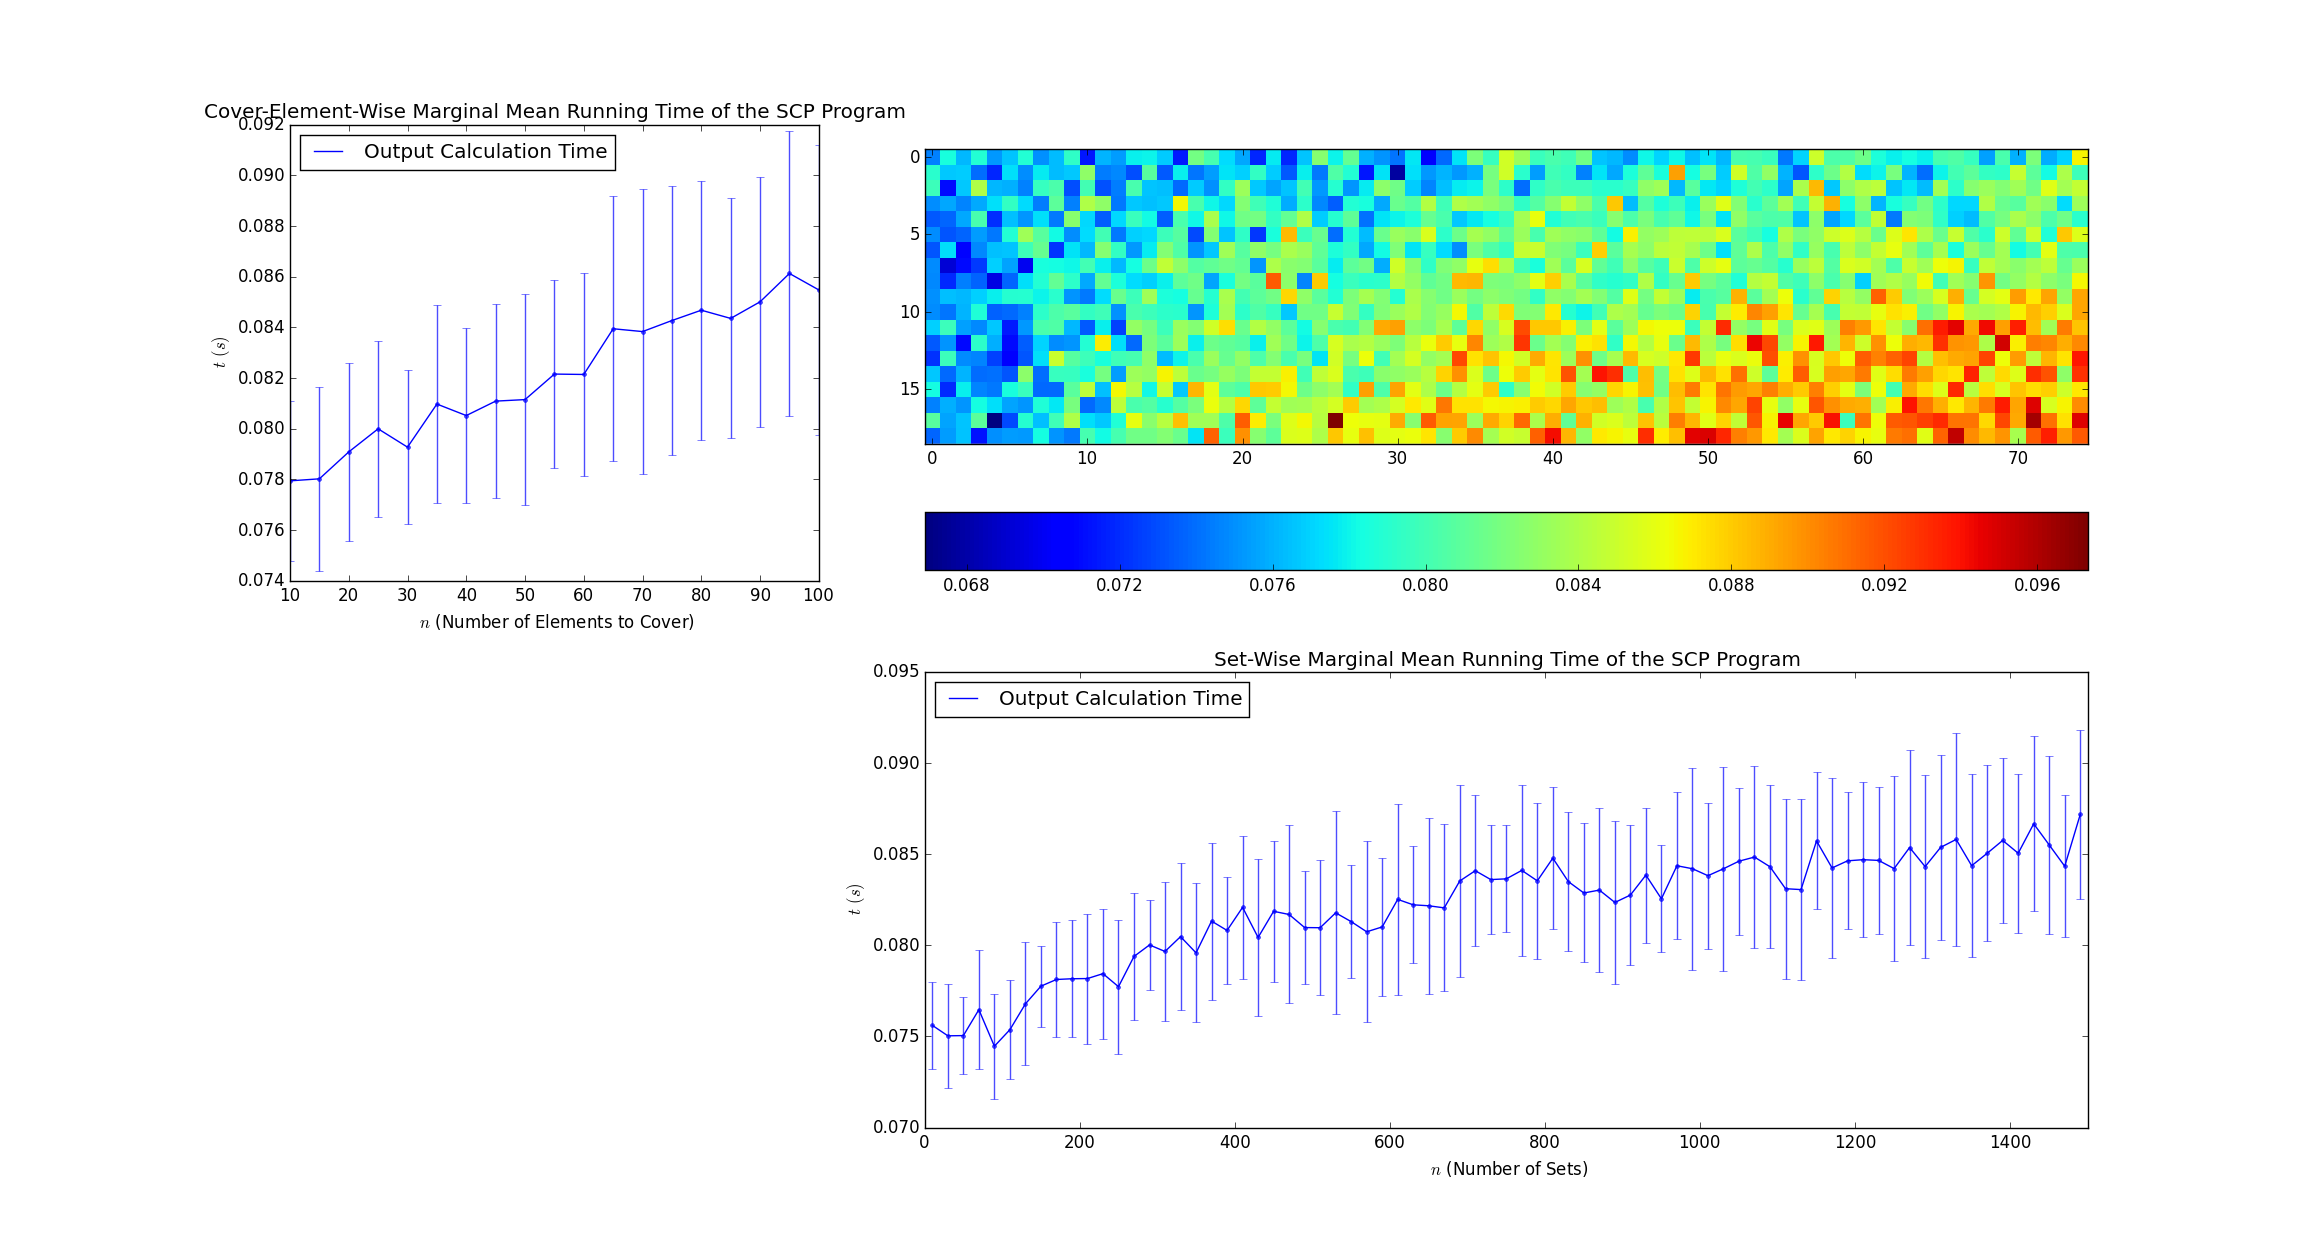 Cover-Element-Wise Marginal Mean Running Time of the SCP Program
Output Calculation Time
0.092
0.090
0.088
0.086
0.084
0.082
0.080
0.078
0.076
0.074
t (s)
10 20 30 40 50 60 70 80 90 100
n (Number of Elements to Cover)
0
5
10
15
0 10 20 30 40 50 60 70
0.068 0.072 0.076 0.080 0.084 0.088 0.092 0.096
Set-Wise Marginal Mean Running Time of the SCP Program
Output Calculation Time
0.095
0.090
0.085
0.080
0.075
0.070
t (s)
0 200 400 600 800 1000 1200 1400
n (Number of Sets)